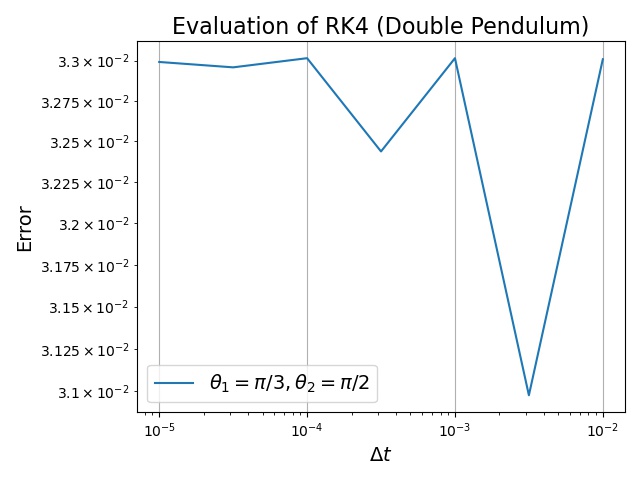 Evaluation of RK4 (Double Pendulum)
3.3 × 10⁻²
3.275 × 10⁻²
3.25 × 10⁻²
3.225 × 10⁻²
3.2 × 10⁻²
3.175 × 10⁻²
3.15 × 10⁻²
3.125 × 10⁻²
3.1 × 10⁻²
Error
θ₁ = π/3, θ₂ = π/2
10⁻⁵ 10⁻⁴ 10⁻³ 10⁻²
Δt